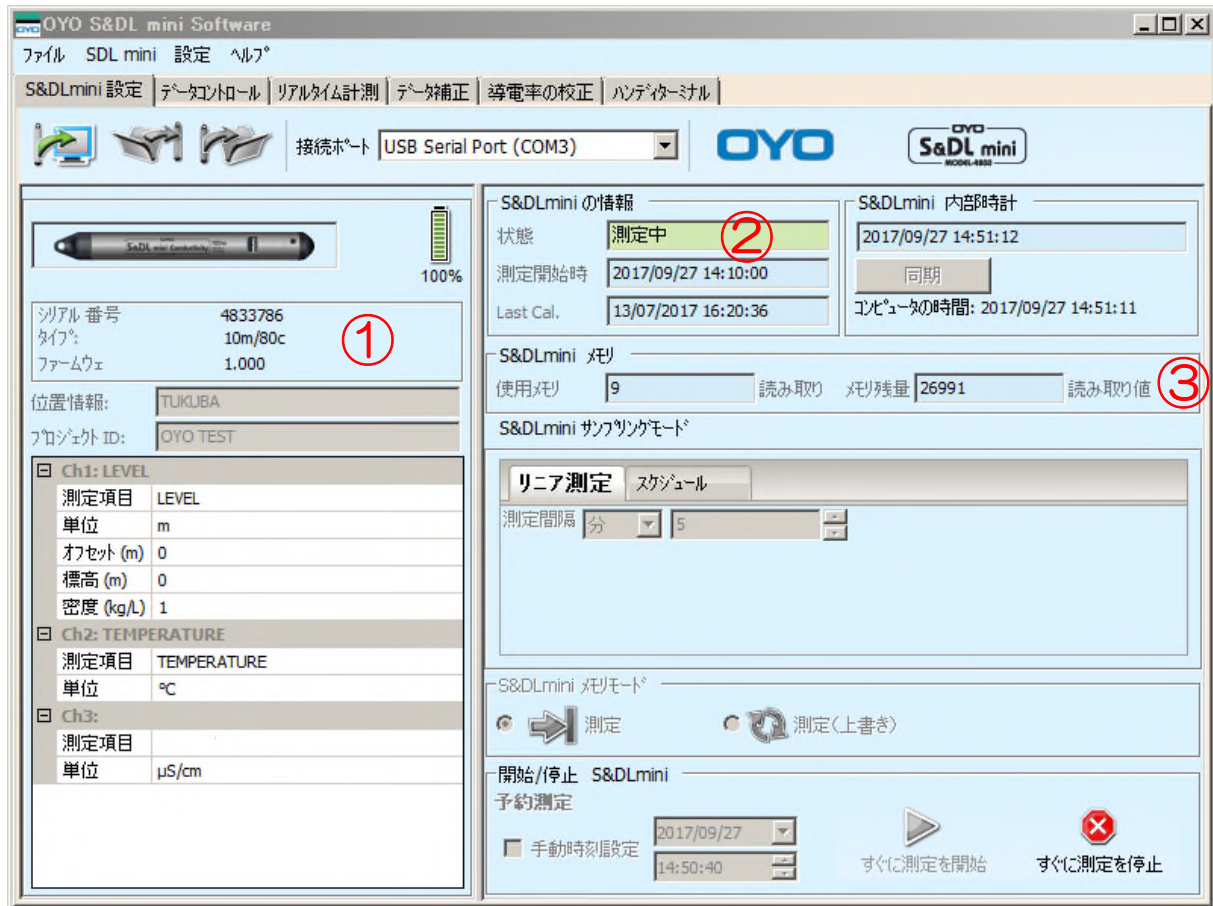 OYO S&DL mini Software
ファイル SDL mini 設定 ヘルプ
S&DLmini 設定 データコントロール リアルタイム計測 データ補正 導電率の校正 ハンディターミナル
接続ポート USB Serial Port (COM3) OYO OYO
S&DL mini
MODEL-4800
S&DL mini Conductivity
100%
シリアル 番号 4833786
タイプ: 10m/80c
ファームウェ 1.000
①
位置情報: TUKUBA
プロジェクト ID: OYO TEST
Ch1: LEVEL
測定項目 LEVEL
単位 m
オフセット (m) 0
標高 (m) 0
密度 (kg/L) 1
Ch2: TEMPERATURE
測定項目 TEMPERATURE
単位 °C
Ch3:
測定項目
単位 μS/cm
S&DLmini の情報
状態 測定中 ②
測定開始時 2017/09/27 14:10:00
Last Cal. 13/07/2017 16:20:36
S&DLmini 内部時計
2017/09/27 14:51:12
同期
コンピュータの時間: 2017/09/27 14:51:11
S&DLmini メモリ
使用メモリ 9 読み取り メモリ残量 26991 読み取り値 ③
S&DLmini サンプリングモード
リニア測定 スケジュール
測定間隔 分 5
S&DLmini メモリモード
測定 測定(上書き)
開始/停止 S&DLmini
予約測定
手動時刻設定 2017/09/27
14:50:40
すぐに測定を開始 すぐに測定を停止